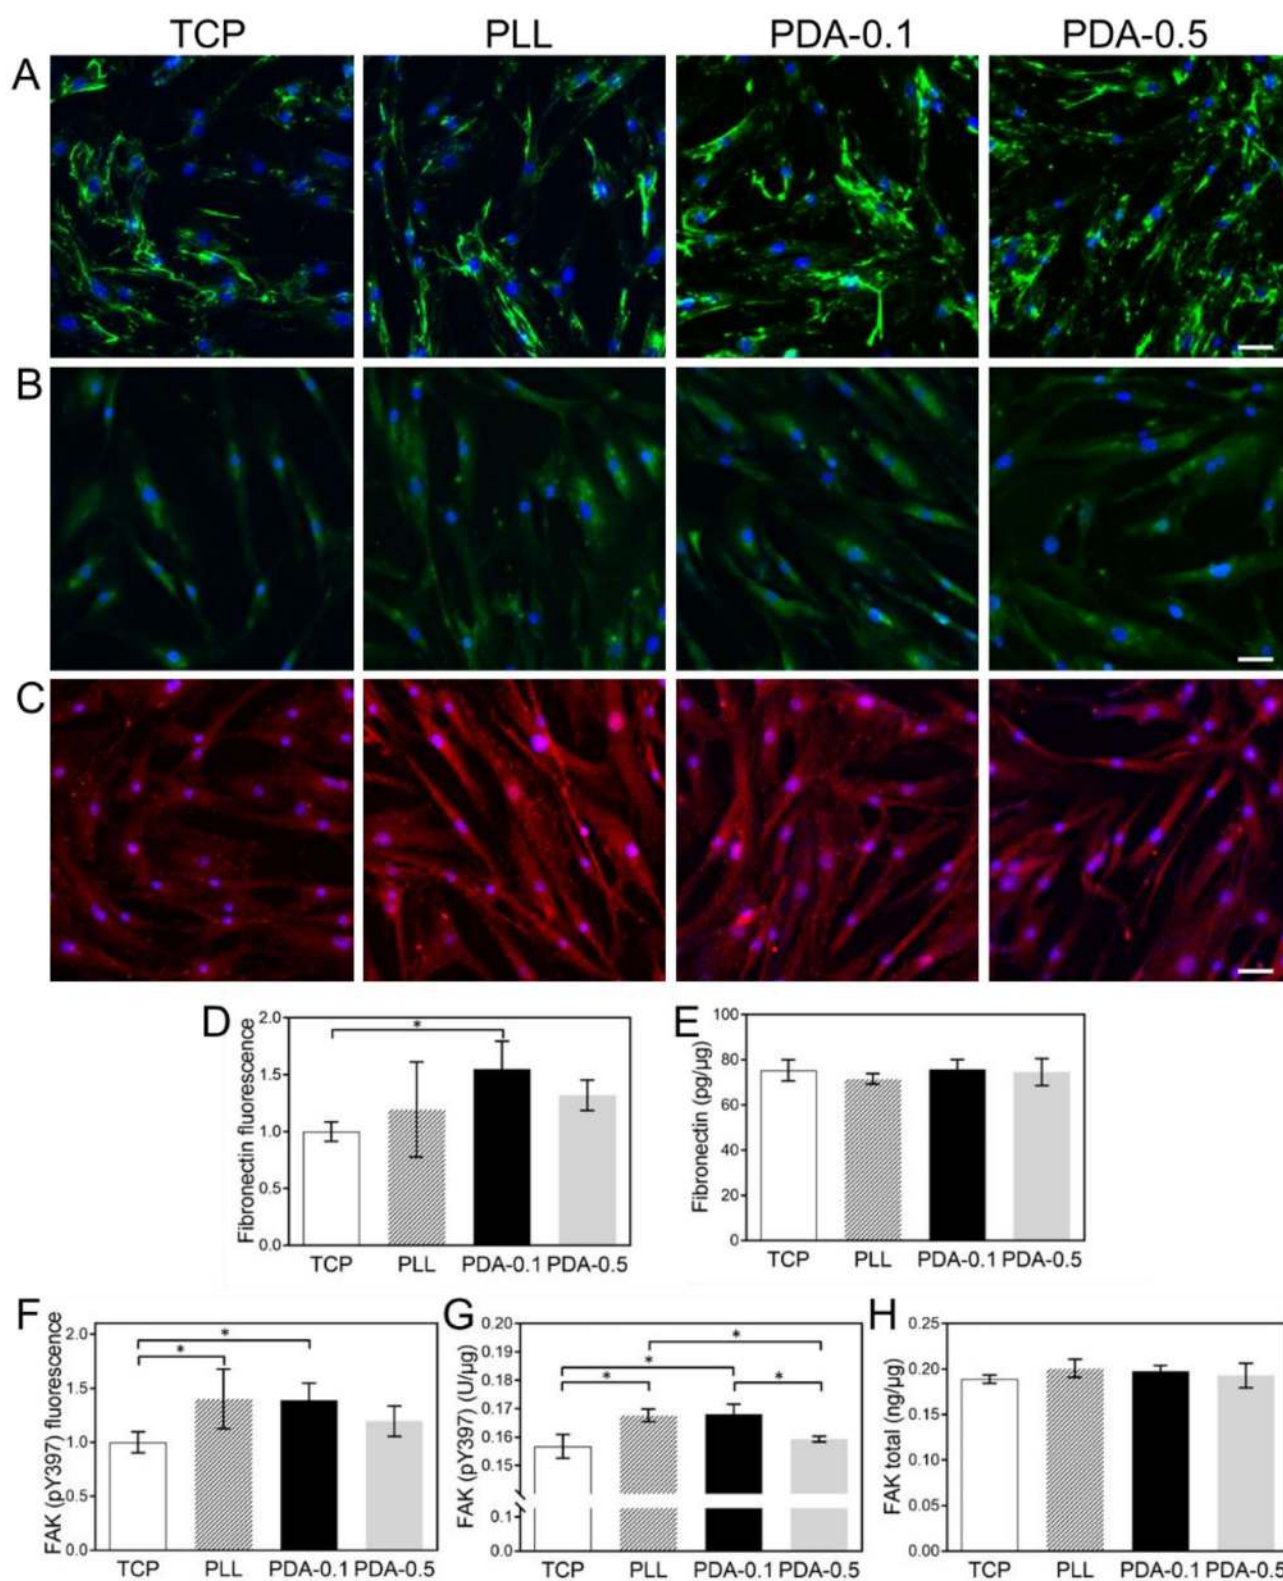 TCP PLL PDA-0.1 PDA-0.5
A
B
C
D
Fibronectin fluorescence
2.0
1.5
1.0
0.5
0.0
*
TCP PLL PDA-0.1 PDA-0.5
E
Fibronectin (pg/µg)
100
80
60
40
20
0
TCP PLL PDA-0.1 PDA-0.5
F
FAK (pY397) fluorescence
2.0
1.5
1.0
0.5
0.0
*
*
TCP PLL PDA-0.1 PDA-0.5
G
FAK (pY397) (U/µg)
0.20
0.19
0.18
0.17
0.16
0.15
0.1
0.0
*
*
*
*
TCP PLL PDA-0.1 PDA-0.5
H
FAK total (ng/µg)
0.25
0.20
0.15
0.10
0.05
0.00
TCP PLL PDA-0.1 PDA-0.5